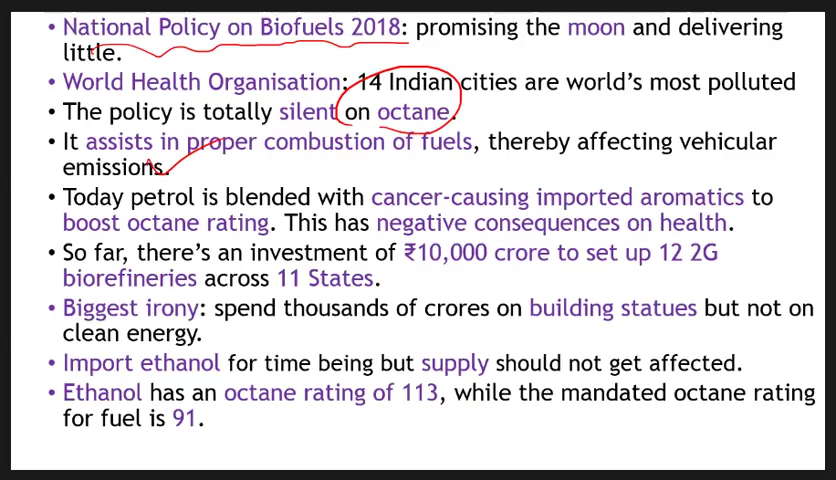 • National Policy on Biofuels 2018: promising the moon and delivering
little.
• World Health Organisation: 14 Indian cities are world's most polluted
• The policy is totally silent on octane.
• It assists in proper combustion of fuels, thereby affecting vehicular
emissions.
• Today petrol is blended with cancer-causing imported aromatics to
boost octane rating. This has negative consequences on health.
• So far, there's an investment of ₹10,000 crore to set up 12 2G
biorefineries across 11 States.
• Biggest irony: spend thousands of crores on building statues but not on
clean energy.
• Import ethanol for time being but supply should not get affected.
• Ethanol has an octane rating of 113, while the mandated octane rating
for fuel is 91.